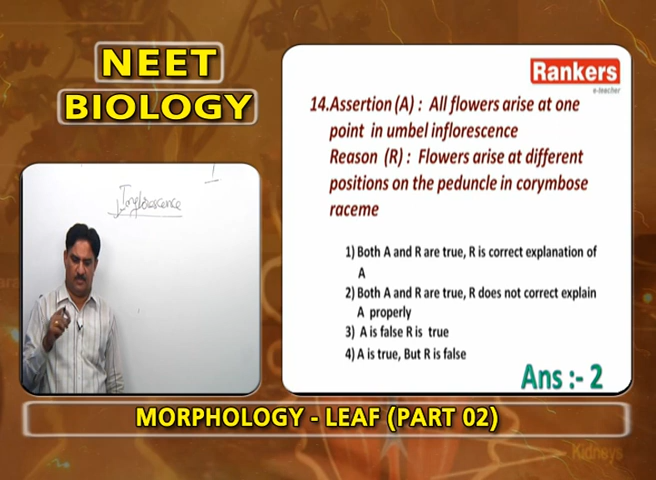 NEET
BIOLOGY
Rankers
e-teacher
14.Assertion (A) : All flowers arise at one
point in umbel inflorescence
Reason (R) : Flowers arise at different
positions on the peduncle in corymbose
raceme
1) Both A and R are true, R is correct explanation of
A
2) Both A and R are true, R does not correct explain
A properly
3) A is false R is true
4) A is true, But R is false
Ans :- 2
Inflorescence
MORPHOLOGY - LEAF (PART 02)
Kidneys